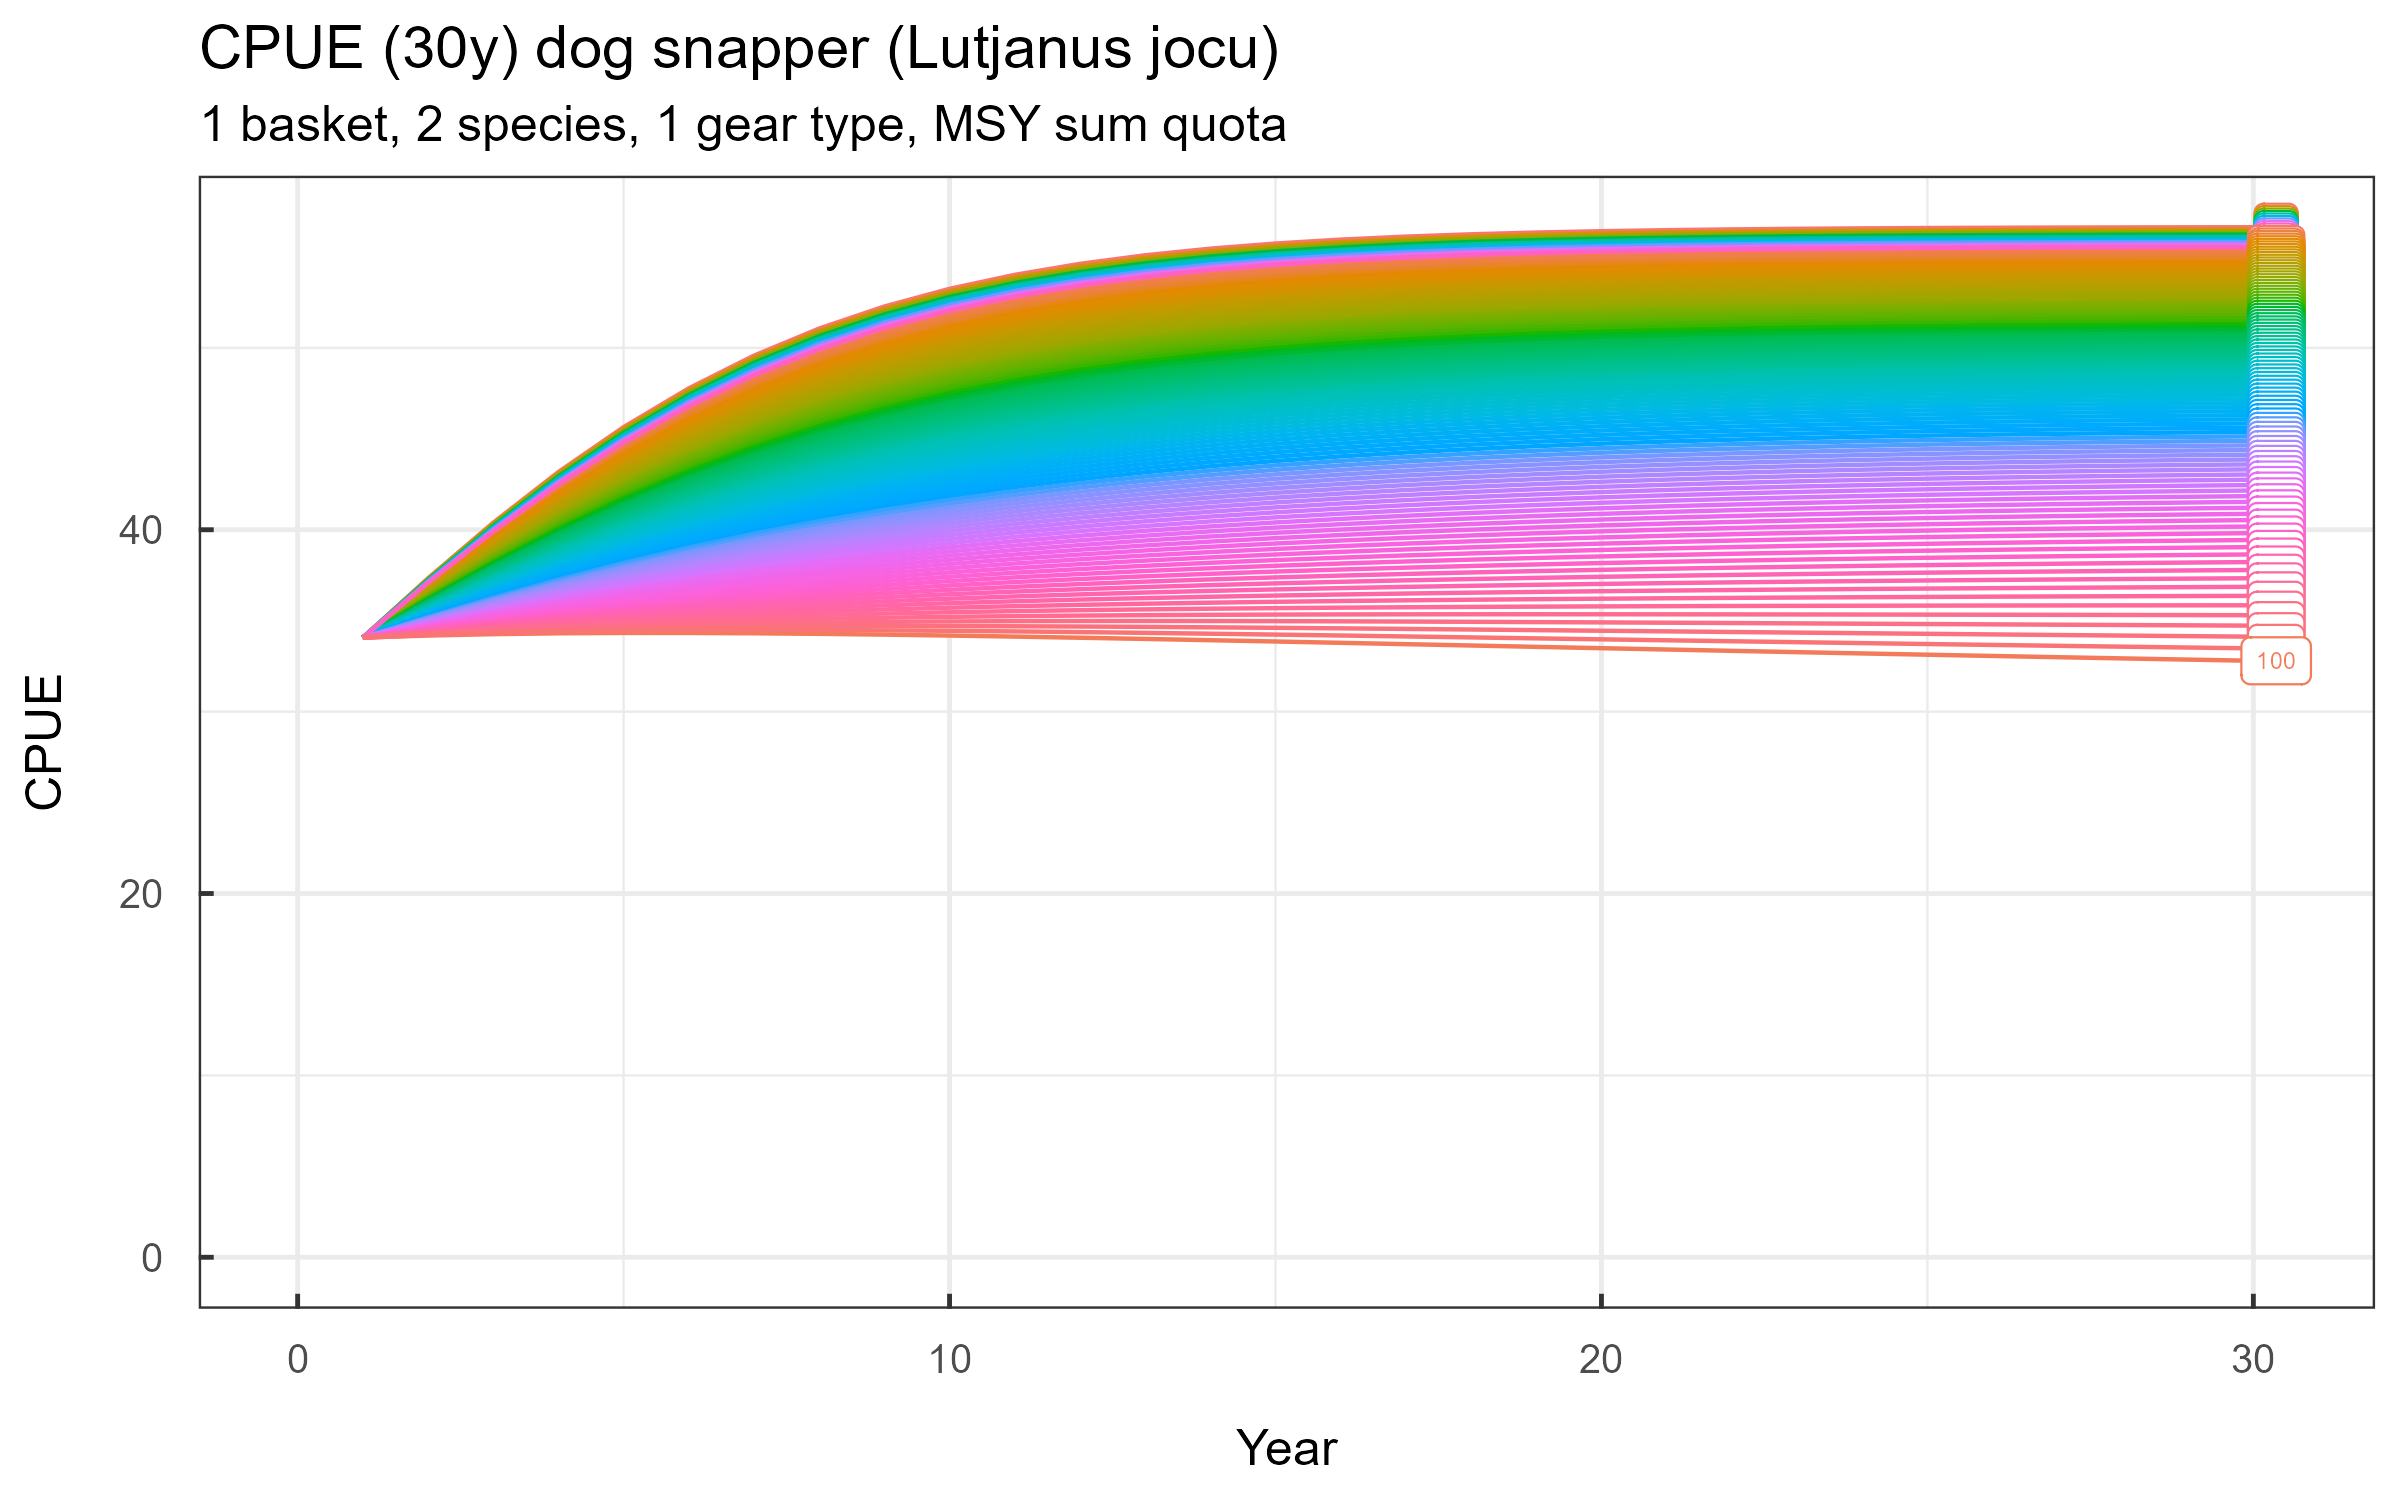 CPUE (30y) dog snapper (Lutjanus jocu)
1 basket, 2 species, 1 gear type, MSY sum quota
CPUE
40
20
0
100
0 10 20 30
Year